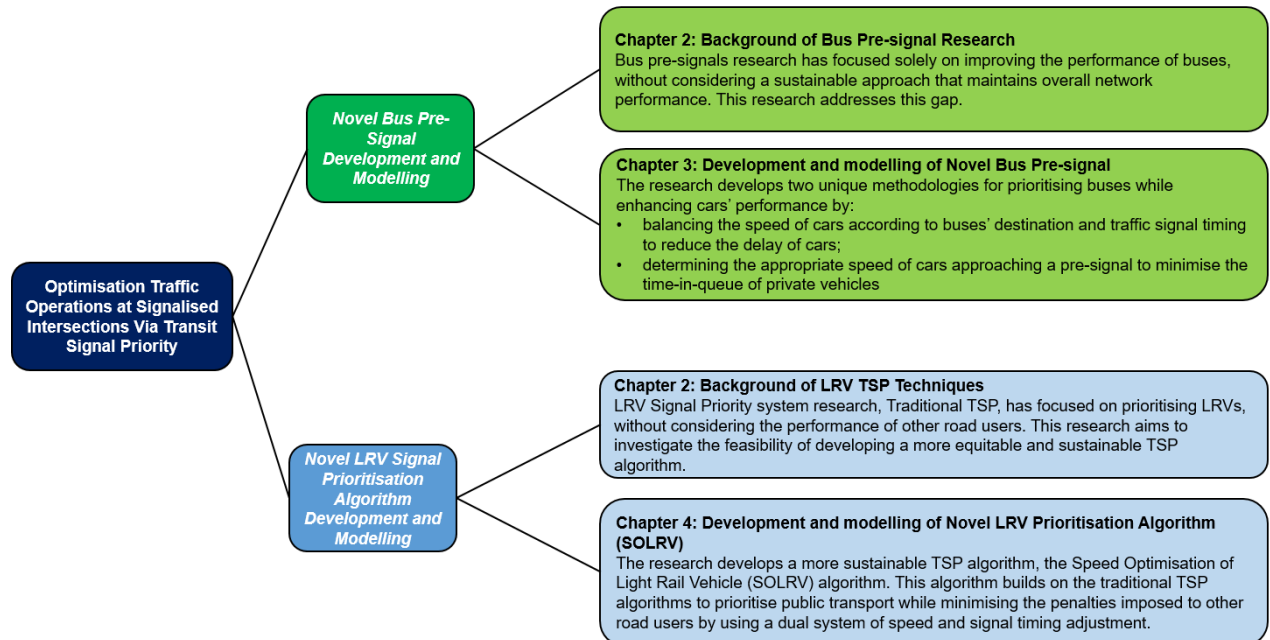 Optimisation Traffic
Operations at Signalised
Intersections Via Transit
Signal Priority
Novel Bus Pre-
Signal
Development and
Modelling
Chapter 2: Background of Bus Pre-signal Research
Bus pre-signals research has focused solely on improving the performance of buses,
without considering a sustainable approach that maintains overall network
performance. This research addresses this gap.
Chapter 3: Development and modelling of Novel Bus Pre-signal
The research develops two unique methodologies for prioritising buses while
enhancing cars’ performance by:
• balancing the speed of cars according to buses’ destination and traffic signal timing
to reduce the delay of cars;
• determining the appropriate speed of cars approaching a pre-signal to minimise the
time-in-queue of private vehicles
Novel LRV Signal
Prioritisation
Algorithm
Development and
Modelling
Chapter 2: Background of LRV TSP Techniques
LRV Signal Priority system research, Traditional TSP, has focused on prioritising LRVs,
without considering the performance of other road users. This research aims to
investigate the feasibility of developing a more equitable and sustainable TSP
algorithm.
Chapter 4: Development and modelling of Novel LRV Prioritisation Algorithm
(SOLRV)
The research develops a more sustainable TSP algorithm, the Speed Optimisation of
Light Rail Vehicle (SOLRV) algorithm. This algorithm builds on the traditional TSP
algorithms to prioritise public transport while minimising the penalties imposed to other
road users by using a dual system of speed and signal timing adjustment.